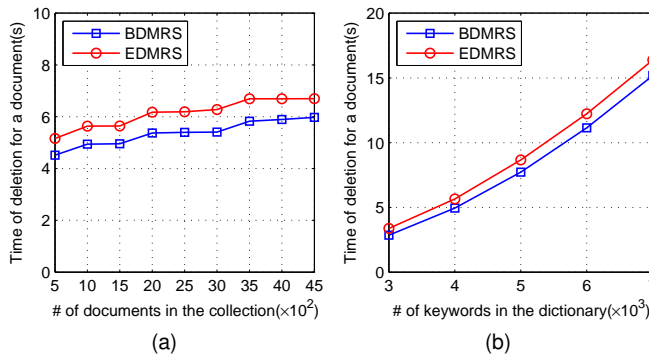 Time of deletion for a document(s)
10
8
6
4
2
0
BDMRS
EDMRS
5 10 15 20 25 30 35 40 45
# of documents in the collection(×10²)
(a)
Time of deletion for a document(s)
20
15
10
5
0
BDMRS
EDMRS
3 4 5 6
# of keywords in the dictionary(×10³)
(b)